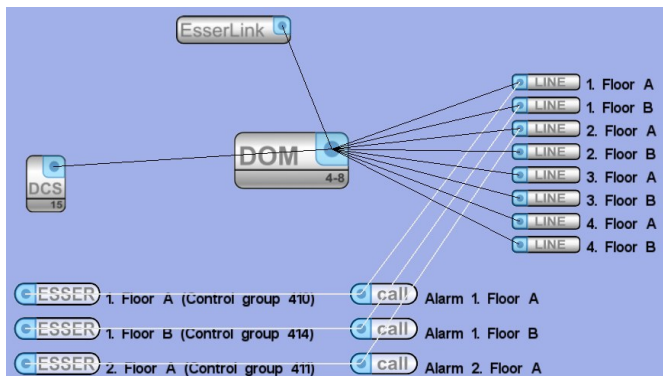 EsserLink
LINE 1. Floor A
LINE 1. Floor B
LINE 2. Floor A
DOM
4-8
LINE 2. Floor B
DCS
15
LINE 3. Floor A
LINE 3. Floor B
LINE 4. Floor A
LINE 4. Floor B
ESSER 1. Floor A (Control group 410) call Alarm 1. Floor A
ESSER 1. Floor B (Control group 414) call Alarm 1. Floor B
ESSER 2. Floor A (Control group 411) call Alarm 2. Floor A